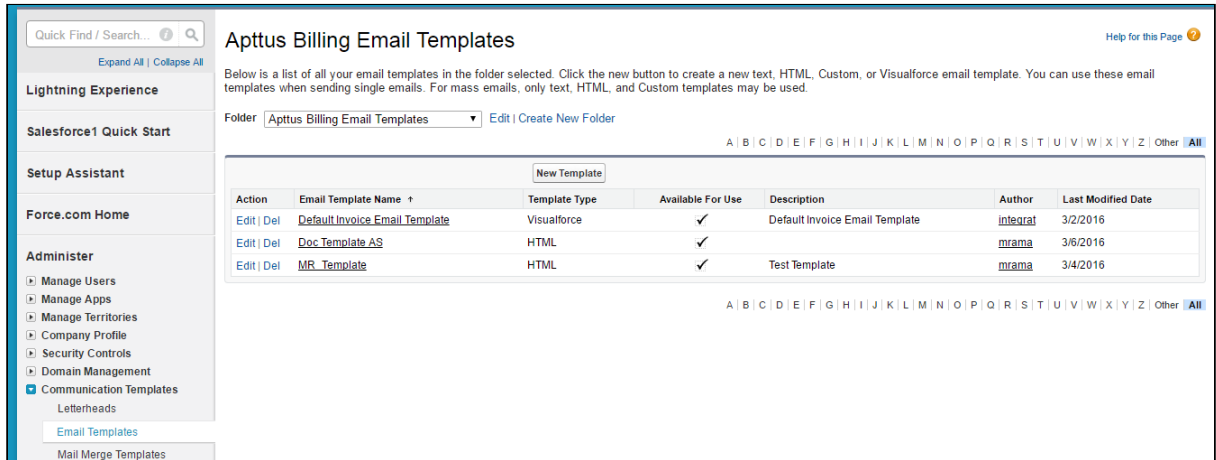 Quick Find / Search...
Expand All | Collapse All
Lightning Experience
Salesforce1 Quick Start
Setup Assistant
Force.com Home
Administer
Manage Users
Manage Apps
Manage Territories
Company Profile
Security Controls
Domain Management
Communication Templates
Letterheads
Email Templates
Mail Merge Templates
Apttus Billing Email Templates
Help for this Page ?
Below is a list of all your email templates in the folder selected. Click the new button to create a new text, HTML, Custom, or Visualforce email template. You can use these email
templates when sending single emails. For mass emails, only text, HTML, and Custom templates may be used.
Folder Apttus Billing Email Templates Edit | Create New Folder
A | B | C | D | E | F | G | H | I | J | K | L | M | N | O | P | Q | R | S | T | U | V | W | X | Y | Z | Other All
New Template
Action Email Template Name ↑ Template Type Available For Use Description Author Last Modified Date
Edit | Del Default Invoice Email Template Visualforce ✓ Default Invoice Email Template integrat 3/2/2016
Edit | Del Doc Template AS HTML ✓ mrama 3/6/2016
Edit | Del MR_Template HTML ✓ Test Template mrama 3/4/2016
A | B | C | D | E | F | G | H | I | J | K | L | M | N | O | P | Q | R | S | T | U | V | W | X | Y | Z | Other All